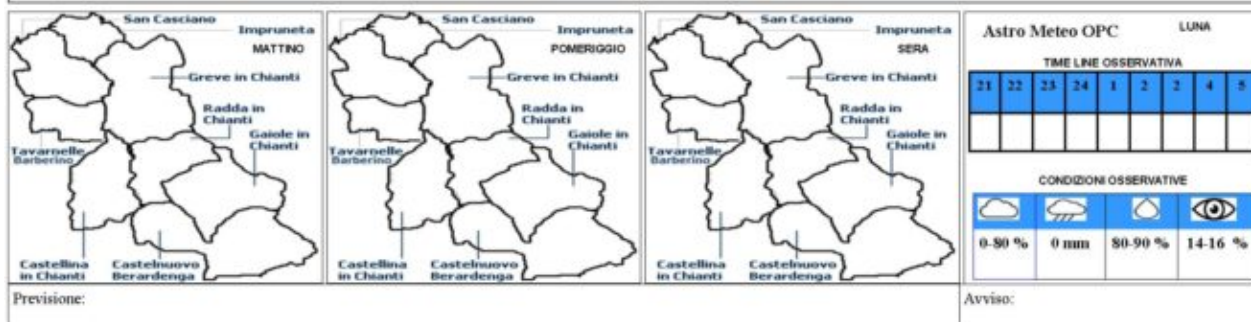 San Casciano
Impruneta
MATTINO
Greve in Chianti
Radda in
Chianti
Gaiole in
Chianti
Tavarnelle
Barberino
Castellina
in Chianti
Castelnuovo
Berardenga
San Casciano
Impruneta
POMERIGGIO
Greve in Chianti
Radda in
Chianti
Gaiole in
Chianti
Tavarnelle
Barberino
Castellina
in Chianti
Castelnuovo
Berardenga
San Casciano
Impruneta
SERA
Greve in Chianti
Radda in
Chianti
Gaiole in
Chianti
Tavarnelle
Barberino
Castellina
in Chianti
Castelnuovo
Berardenga
Astro Meteo OPC LUNA
TIME LINE OSSERVATIVA
21 22 23 24 1 2 2 4 5
CONDIZIONI OSSERVATIVE
0-80 % 0 mm 80-90 % 14-16 %
Previsione:
Avviso: